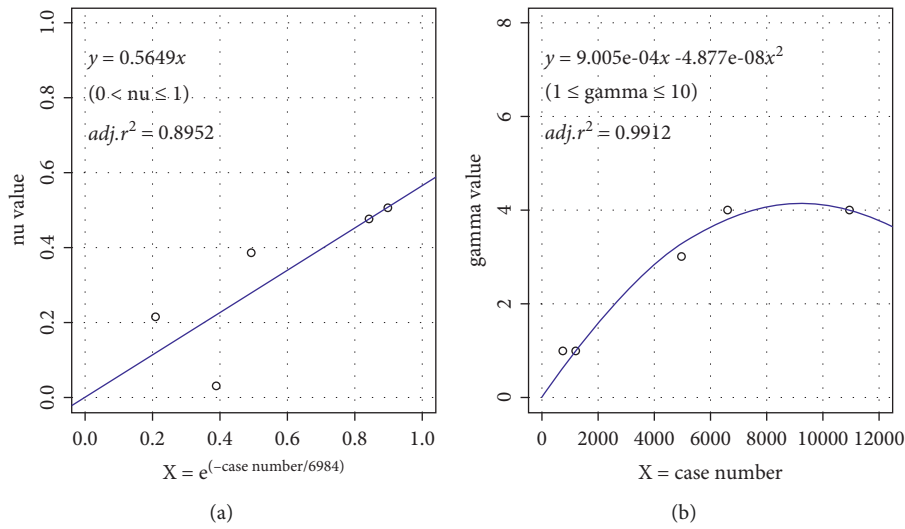 y = 0.5649x
(0 < nu ≤ 1)
adj.r² = 0.8952
nu value
1.0
0.8
0.6
0.4
0.2
0.0
0.0 0.2 0.4 0.6 0.8 1.0
X = e^(−case number/6984)
(a)
y = 9.005e-04x -4.877e-08x²
(1 ≤ gamma ≤ 10)
adj.r² = 0.9912
gamma value
8
6
4
2
0
0 2000 4000 6000 8000 10000 12000
X = case number
(b)